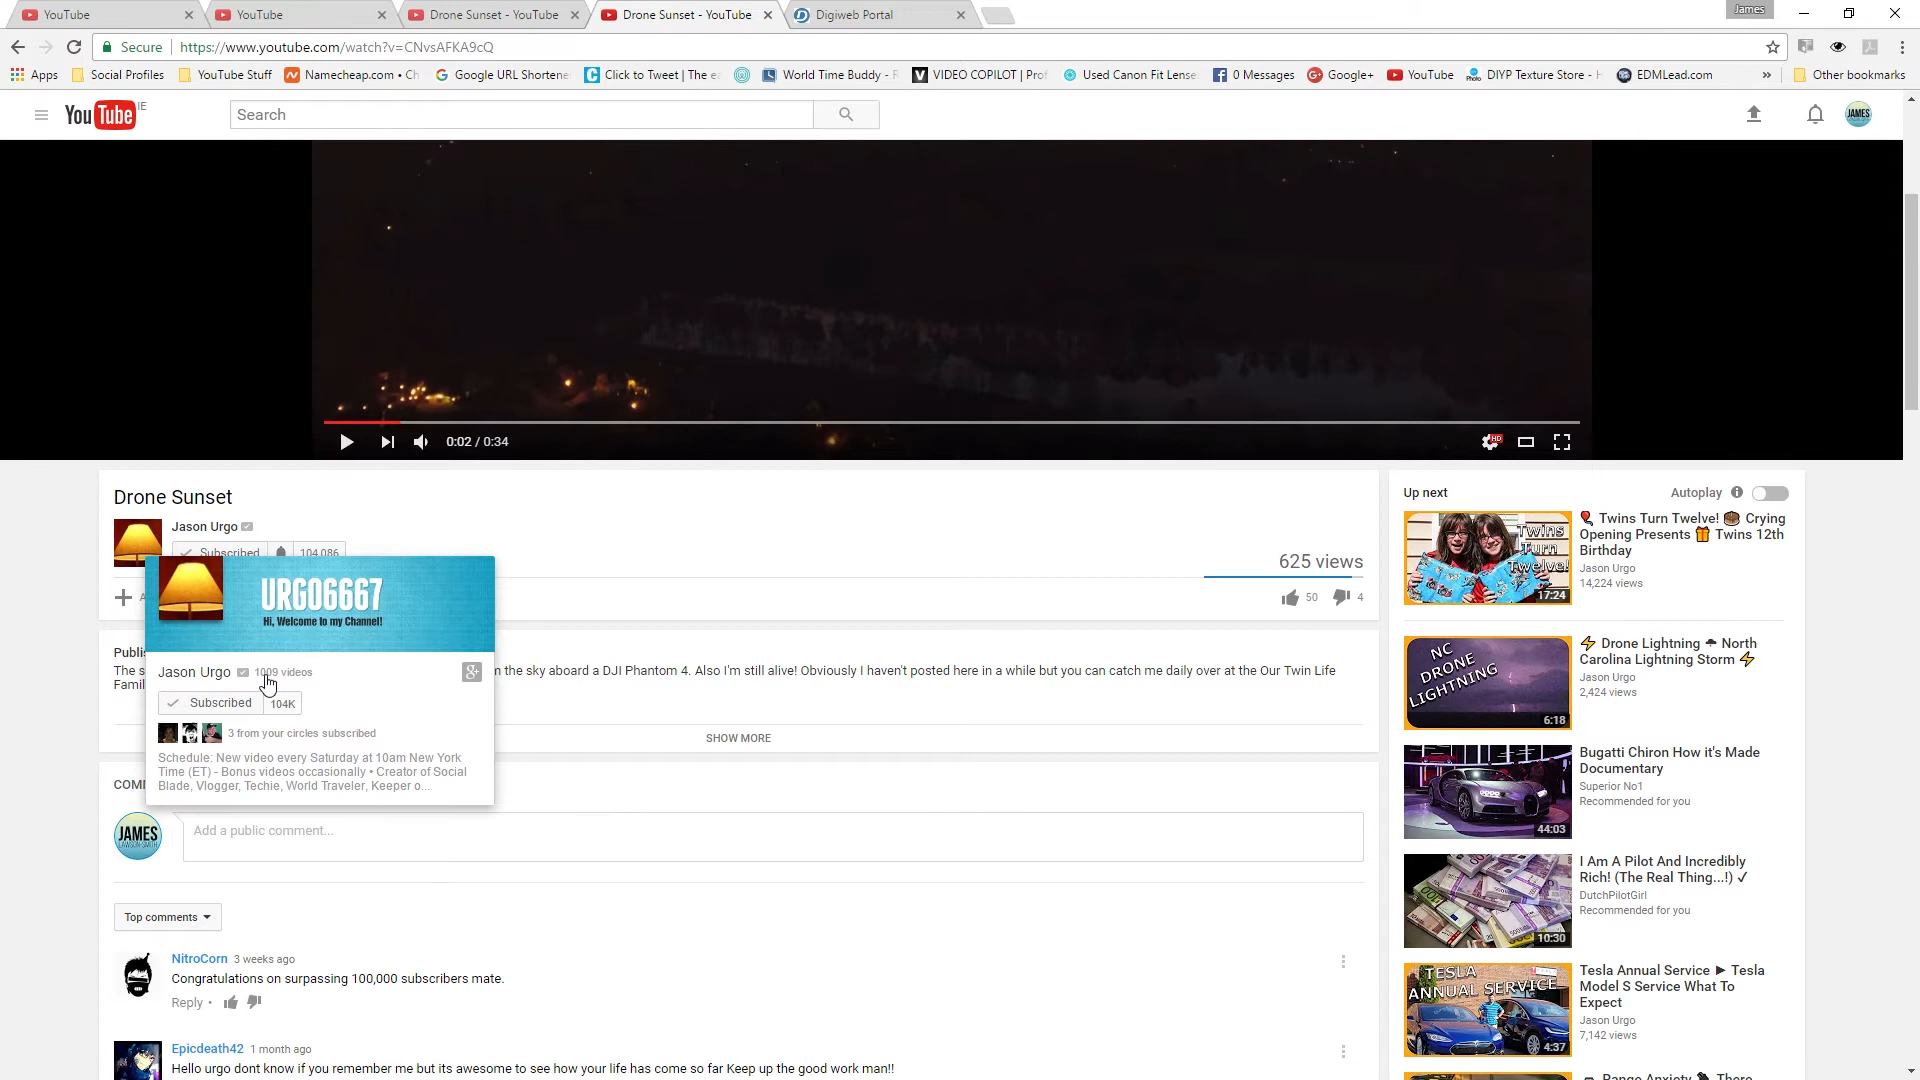 YouTube
YouTube
Drone Sunset - YouTube
Drone Sunset - YouTube
Digiweb Portal
James
Secure
https://www.youtube.com/watch?v=CNvsAFKA9cQ
Apps
Social Profiles
YouTube Stuff
Namecheap.com • Ch
Google URL Shortene
Click to Tweet | The ea
World Time Buddy -
VIDEO COPILOT | Prof
Used Canon Fit Lense
0 Messages
Google+
YouTube
DIYP Texture Store -
EDMLead.com
»
Other bookmarks
YouTube IE
Search
JAMES
0:02 / 0:34
HD
Drone Sunset
Jason Urgo
Subscribed
104,086
625 views
50
4
URGO6667
Hi, Welcome to my Channel!
Publi
The s
Famil
n the sky aboard a DJI Phantom 4. Also I'm still alive! Obviously I haven't posted here in a while but you can catch me daily over at the Our Twin Life
Jason Urgo
1009 videos
g+
Subscribed
104K
3 from your circles subscribed
Schedule: New video every Saturday at 10am New York
Time (ET) - Bonus videos occasionally • Creator of Social
Blade, Vlogger, Techie, World Traveler, Keeper o...
SHOW MORE
COM
JAMES
Add a public comment...
Top comments
NitroCorn 3 weeks ago
Congratulations on surpassing 100,000 subscribers mate.
Reply •
Epicdeath42 1 month ago
Hello urgo dont know if you remember me but its awesome to see how your life has come so far Keep up the good work man!!
Up next
Autoplay
Twins
Turn
Twelve!
17:24
Twins Turn Twelve! Crying
Opening Presents Twins 12th
Birthday
Jason Urgo
14,224 views
NC
DRONE
LIGHTNING
6:18
Drone Lightning North
Carolina Lightning Storm
Jason Urgo
2,424 views
44:03
Bugatti Chiron How it's Made
Documentary
Superior No1
Recommended for you
10:30
I Am A Pilot And Incredibly
Rich! (The Real Thing...!) ✓
DutchPilotGirl
Recommended for you
TESLA
ANNUAL SERVICE
4:37
Tesla Annual Service ► Tesla
Model S Service What To
Expect
Jason Urgo
7,142 views
Range Anxiety There